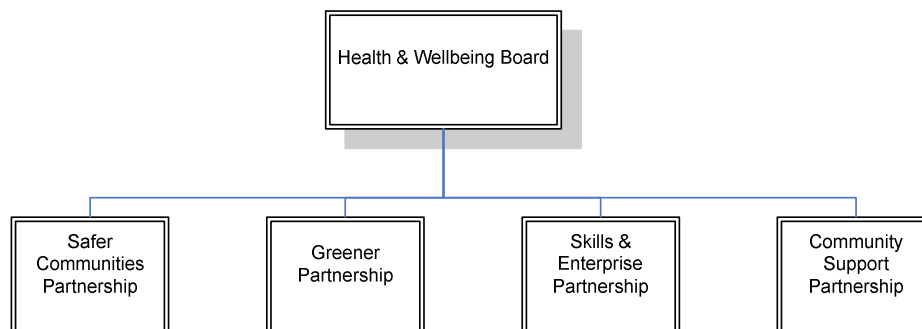 Health & Wellbeing Board
Safer
Communities
Partnership
Greener
Partnership
Skills &
Enterprise
Partnership
Community
Support
Partnership